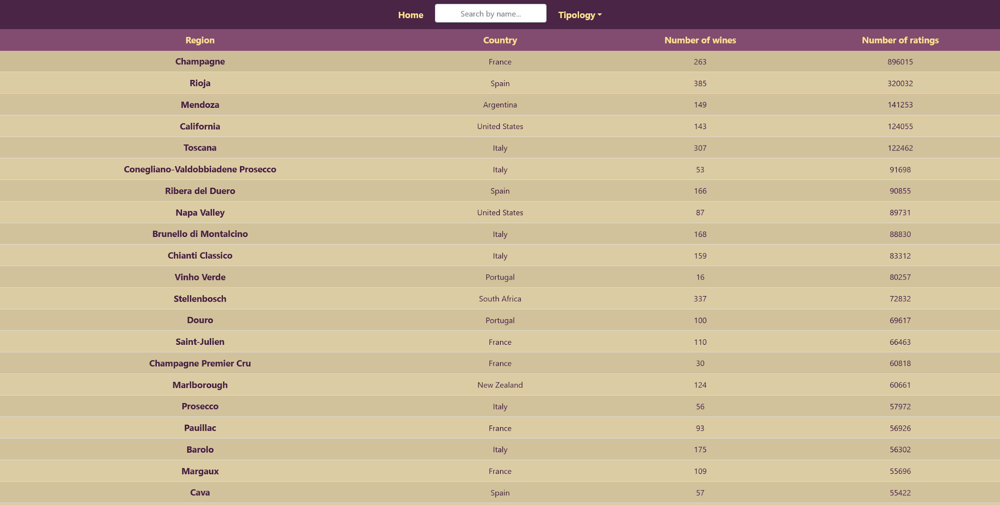 Home Search by name... Tipology
Region Country Number of wines Number of ratings
Champagne France 263 896015
Rioja Spain 385 320032
Mendoza Argentina 149 141253
California United States 143 124055
Toscana Italy 307 122462
Conegliano-Valdobbiadene Prosecco Italy 53 91698
Ribera del Duero Spain 166 90855
Napa Valley United States 87 89731
Brunello di Montalcino Italy 168 88830
Chianti Classico Italy 159 83312
Vinho Verde Portugal 16 80257
Stellenbosch South Africa 337 72832
Douro Portugal 100 69617
Saint-Julien France 110 66463
Champagne Premier Cru France 30 60818
Marlborough New Zealand 124 60661
Prosecco Italy 56 57972
Pauillac France 93 56926
Barolo Italy 175 56302
Margaux France 109 55696
Cava Spain 57 55422